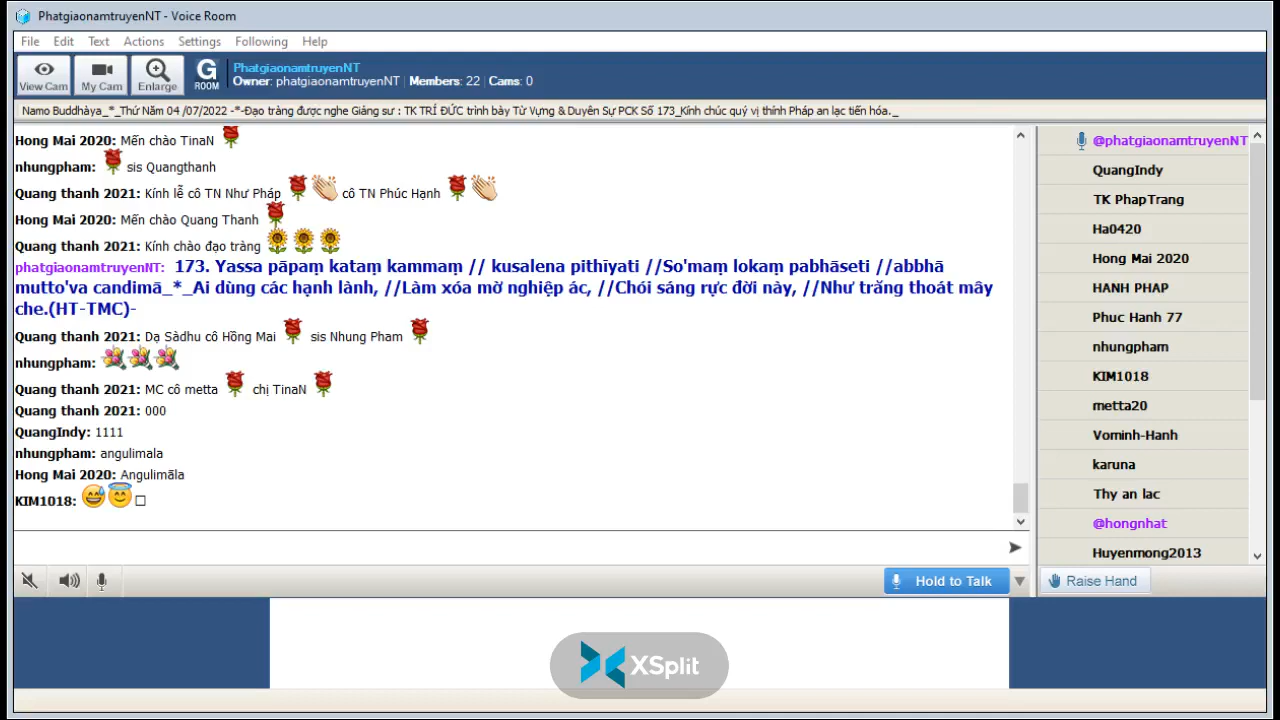 PhatgiaonamtruyenNT - Voice Room
File Edit Text Actions Settings Following Help
View Cam My Cam Enlarge G ROOM
PhatgiaonamtruyenNT
Owner: phatgiaonamtruyenNT | Members: 22 | Cams: 0
Namo Buddhàya_*_Thứ Năm 04 /07/2022 -*-Đạo tràng được nghe Giảng sư : TK TRÍ ĐỨC trình bày Từ Vựng & Duyên Sự PCK Số 173_Kính chúc quý vị thính Pháp an lạc tiến hóa._
Hong Mai 2020: Mến chào TinaN
nhungpham: sis Quangthanh
Quang thanh 2021: Kính lễ cô TN Như Pháp cô TN Phúc Hạnh
Hong Mai 2020: Mến chào Quang Thanh
Quang thanh 2021: Kính chào đạo tràng
phatgiaonamtruyenNT: 173. Yassa pāpaṃ kataṃ kammaṃ // kusalena pithīyati //So'maṃ lokaṃ pabhāseti //abbhā
mutto'va candimā_*_Ai dùng các hạnh lành, //Làm xóa mờ nghiệp ác, //Chói sáng rực đời này, //Như trăng thoát mây
che.(HT-TMC)-
Quang thanh 2021: Dạ Sàdhu cô Hồng Mai sis Nhung Pham
nhungpham:
Quang thanh 2021: MC cô metta chị TinaN
Quang thanh 2021: 000
QuangIndy: 1111
nhungpham: angulimala
Hong Mai 2020: Angulimāla
KIM1018:
@phatgiaonamtruyenNT
QuangIndy
TK PhapTrang
Ha0420
Hong Mai 2020
HANH PHAP
Phuc Hanh 77
nhungpham
KIM1018
metta20
Vominh-Hanh
karuna
Thy an lac
@hongnhat
Huyenmong2013
Hold to Talk
Raise Hand
XSplit